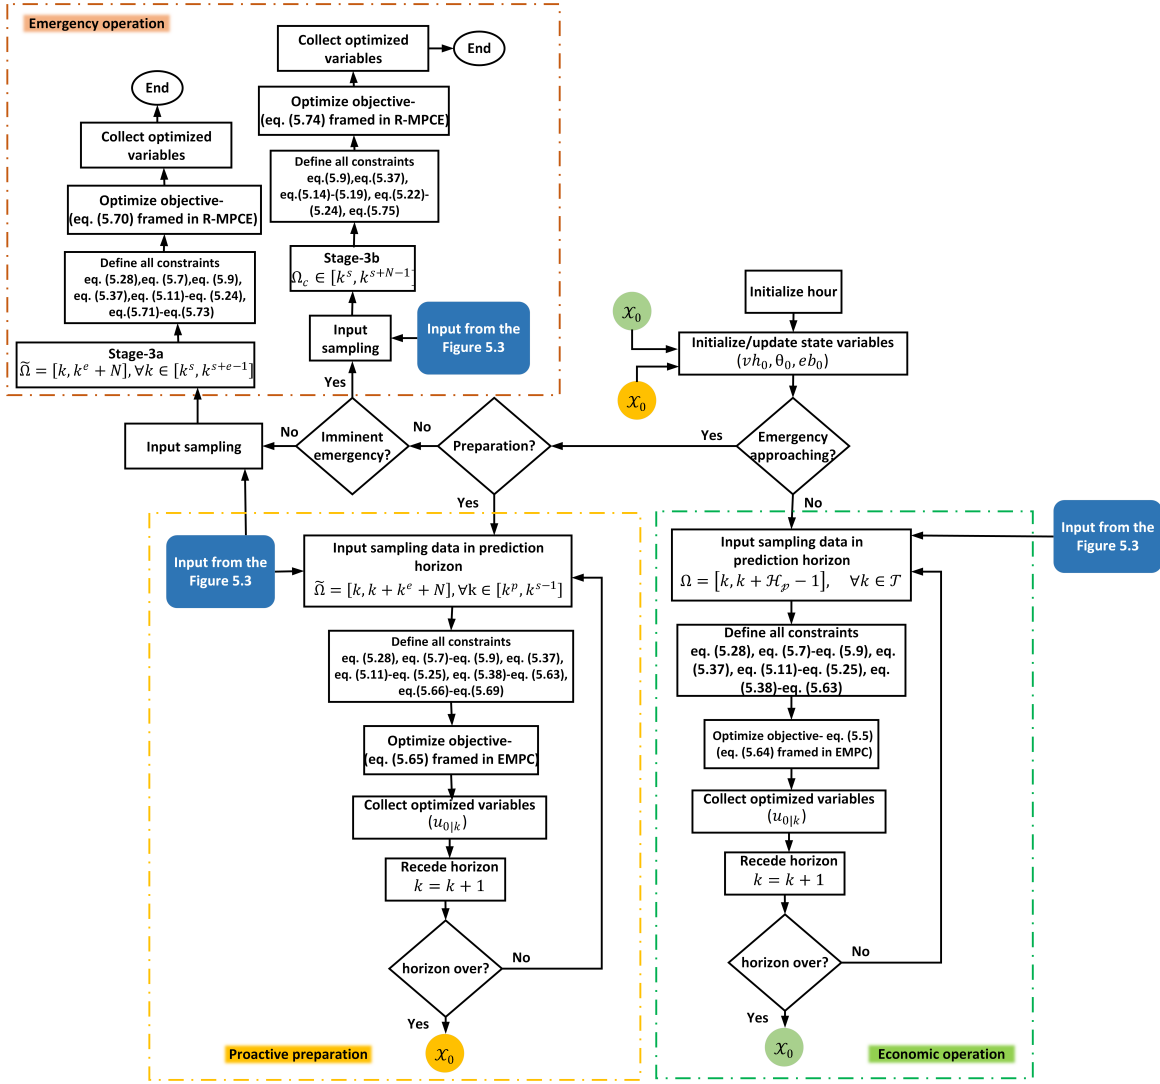 Emergency operation
Collect optimized
variables
End
Optimize objective-
(eq. (5.74) framed in R-MPCE)
Define all constraints
eq.(5.9),eq.(5.37),
eq.(5.14)-(5.19), eq.(5.22)-
(5.24), eq.(5.75)
Stage-3b
Ω_c ∈ [k^s, k^{s+N−1}]
Input
sampling
Input from the
Figure 5.3
Yes
End
Collect optimized
variables
Optimize objective-
(eq. (5.70) framed in R-MPCE)
Define all constraints
eq. (5.28),eq. (5.7),eq. (5.9),
eq. (5.37),eq. (5.11)-eq. (5.24),
eq.(5.71)-eq.(5.73)
Stage-3a
Ω̃ = [k, k^e + N], ∀k ∈ [k^s, k^{s+e−1}]
Input sampling
No
Imminent
emergency?
No
Preparation?
Yes
Emergency
approaching?
Initialize hour
𝒳₀
Initialize/update state variables
(vh₀, θ₀, eb₀)
𝒳₀
Yes
No
Input from the
Figure 5.3
Input sampling data in prediction
horizon
Ω̃ = [k, k + k^e + N], ∀k ∈ [k^p, k^{s−1}]
Define all constraints
eq. (5.28), eq. (5.7)-eq. (5.9), eq. (5.37),
eq. (5.11)-eq. (5.25), eq. (5.38)-eq. (5.63),
eq.(5.66)-eq.(5.69)
Optimize objective-
(eq. (5.65) framed in EMPC)
Collect optimized variables
(u_{0|k})
Recede horizon
k = k + 1
horizon over?
No
Yes
𝒳₀
Proactive preparation
Input from the
Figure 5.3
Input sampling data in
prediction horizon
Ω = [k, k + ℋ_𝓅 − 1], ∀k ∈ 𝒯
Define all constraints
eq. (5.28), eq. (5.7)-eq. (5.9), eq.
(5.37), eq. (5.11)-eq. (5.25), eq.
(5.38)-eq. (5.63)
Optimize objective- eq. (5.5)
(eq. (5.64) framed in EMPC)
Collect optimized variables
(u_{0|k})
Recede horizon
k = k + 1
horizon over?
No
Yes
𝒳₀
Economic operation